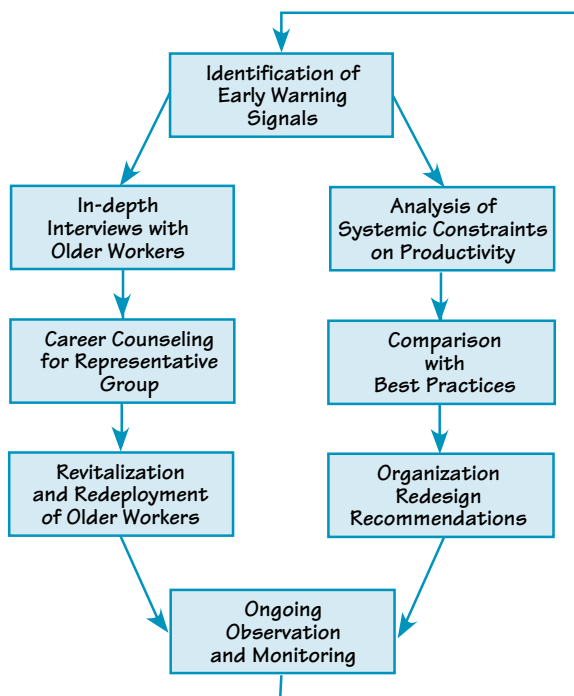 Identification of
Early Warning
Signals
In-depth
Interviews with
Older Workers
Analysis of
Systemic Constraints
on Productivity
Career Counseling
for Representative
Group
Comparison
with
Best Practices
Revitalization
and Redeployment
of Older Workers
Organization
Redesign
Recommendations
Ongoing
Observation
and Monitoring